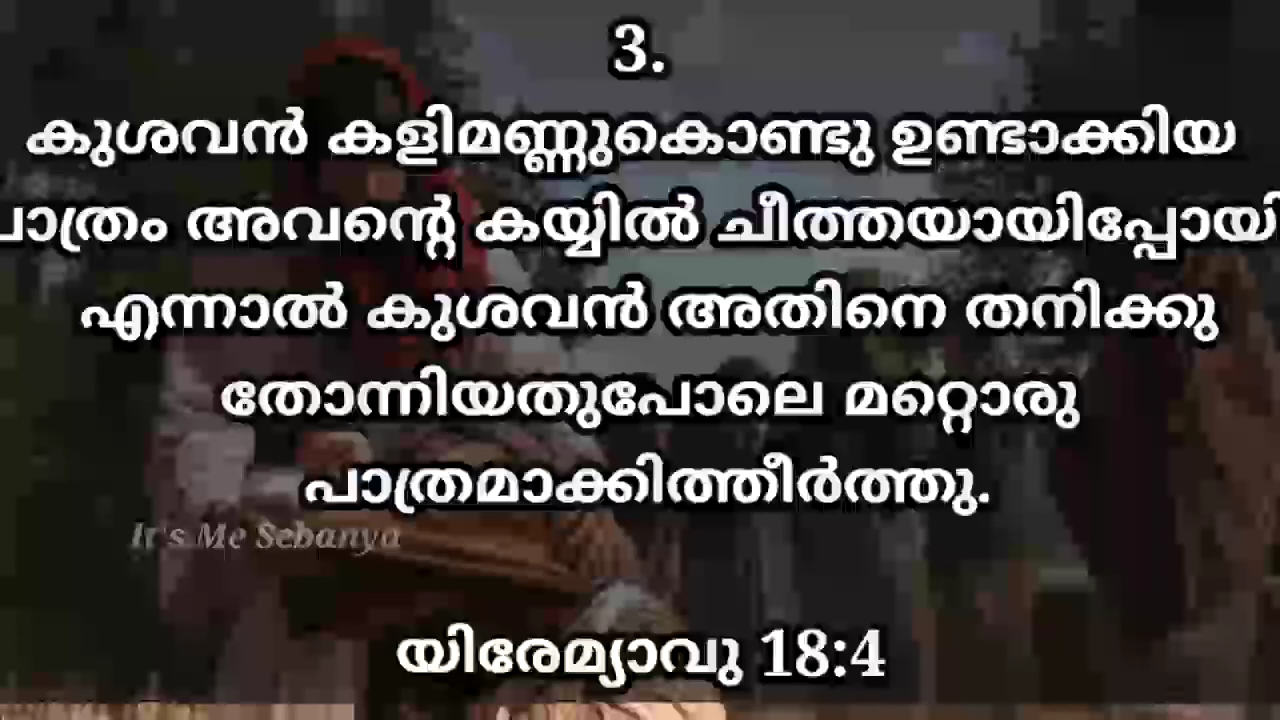 3.
കുശവൻ കളിമണ്ണുകൊണ്ടു ഉണ്ടാക്കിയ
പാത്രം അവന്റെ കയ്യിൽ ചീത്തയായിപ്പോയി
എന്നാൽ കുശവൻ അതിനെ തനിക്കു
തോന്നിയതുപോലെ മറ്റൊരു
പാത്രമാക്കിത്തീർത്തു.
It's Me Sebanya
യിരേമ്യാവു 18:4